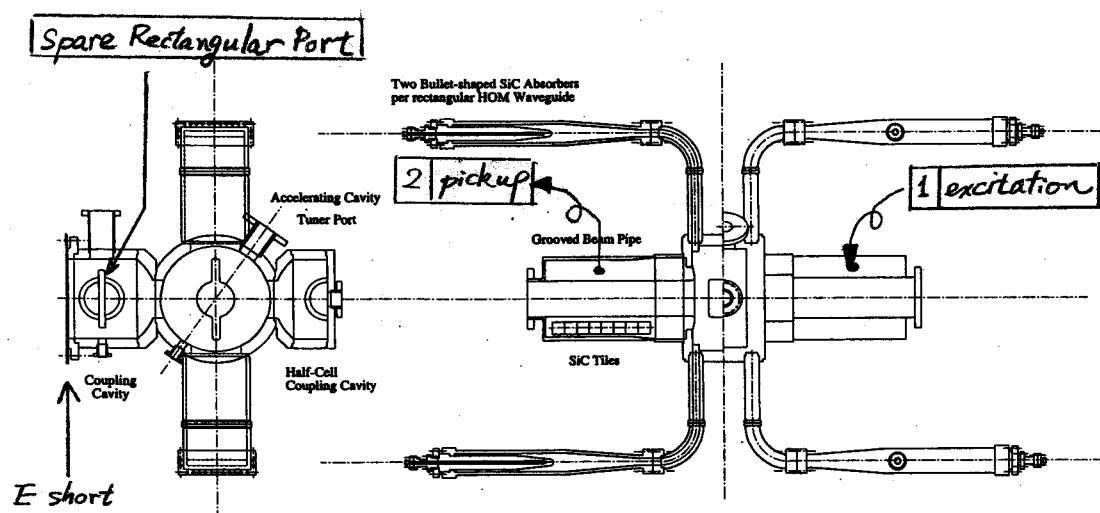 Spare Rectangular Port
Two Bullet-shaped SiC Absorbers
per rectangular HOM Waveguide
2 pickup
1 excitation
Accelerating Cavity
Tuner Port
Grooved Beam Pipe
SiC Tiles
Coupling
Cavity
Half-Cell
Coupling Cavity
E short